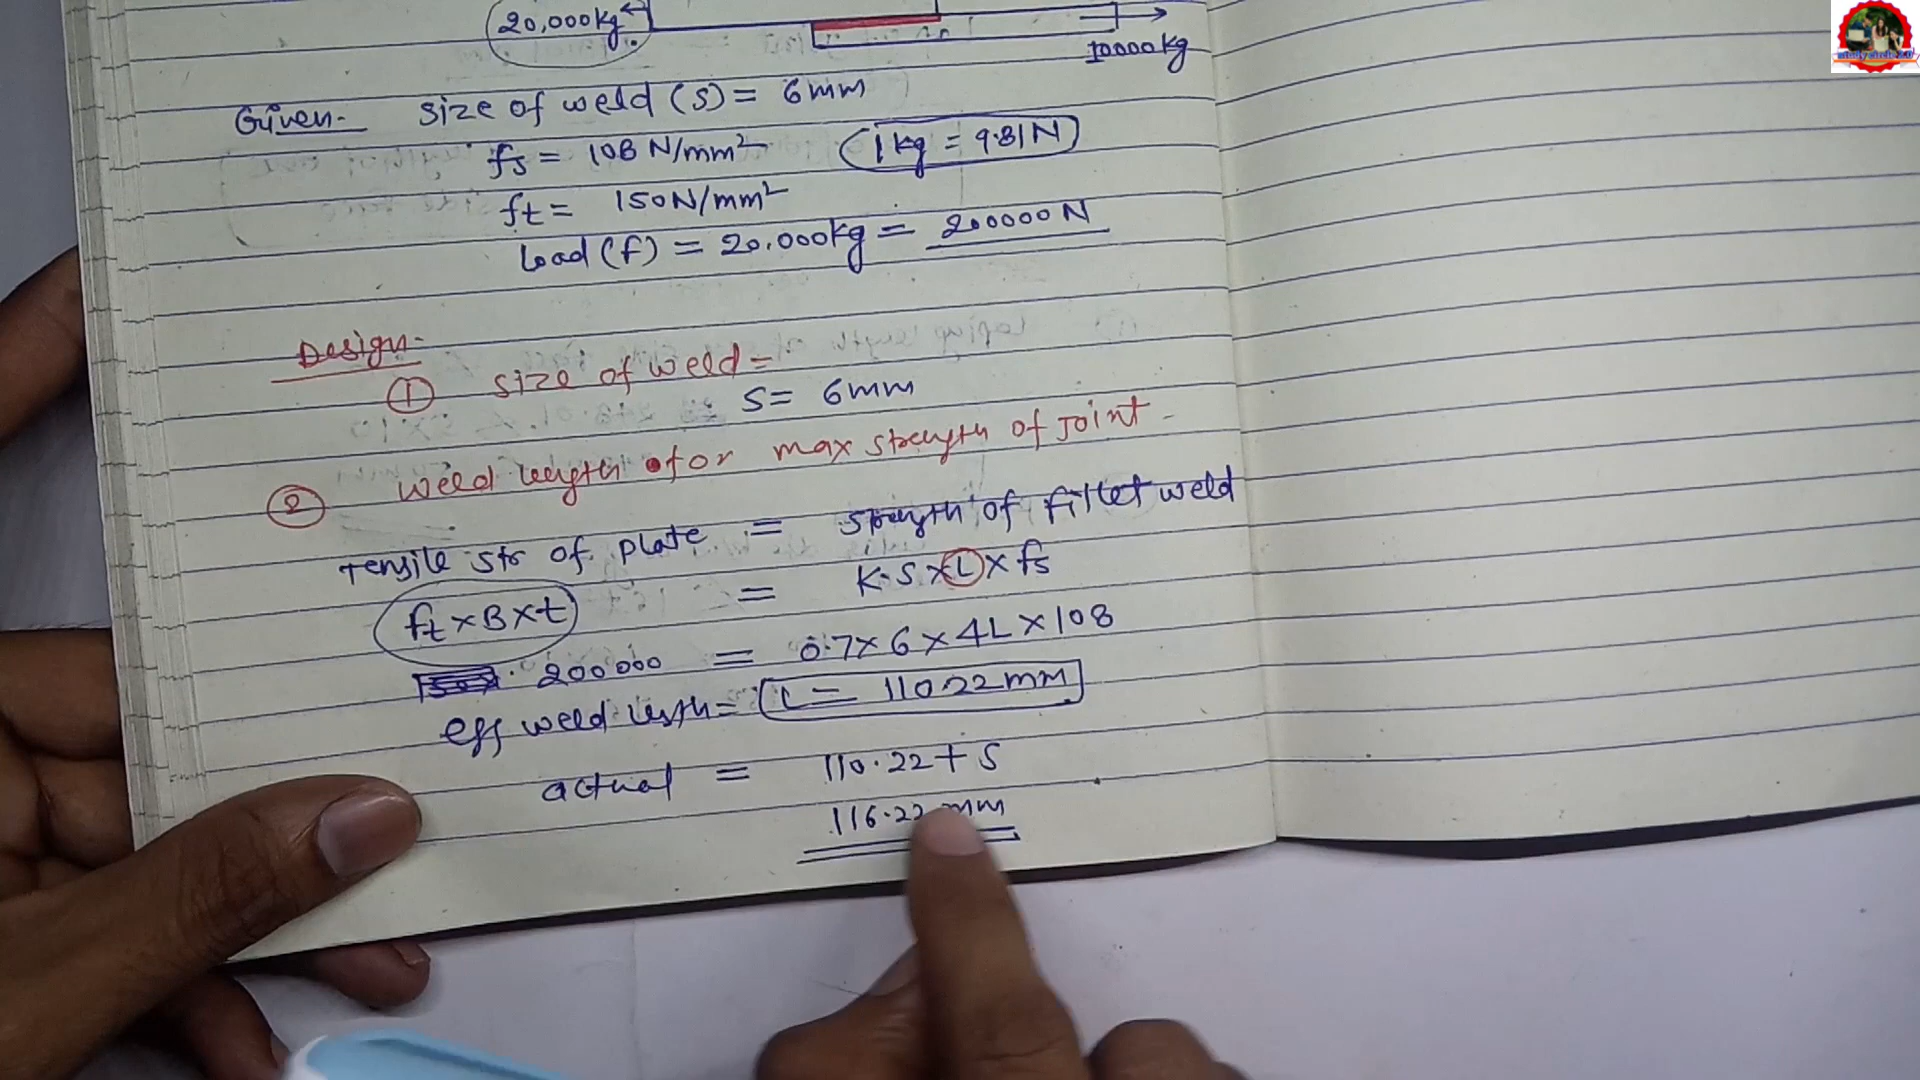 20,000kg
10000kg
Given- size of weld (s) = 6mm
fs = 108 N/mm² (1kg = 9.81N)
ft = 150N/mm²
Load (f) = 20,000kg = 200000 N
Design-
① size of weld =
s = 6mm
② weld length for max strength of Joint -
Tensile str of plate = strength of fillet weld
ft × B × t = K·S × L × fs
200000 = 0.7 × 6 × 4L × 108
eff weld length = L = 110.22mm
actual = 110.22 + S
116.22 mm